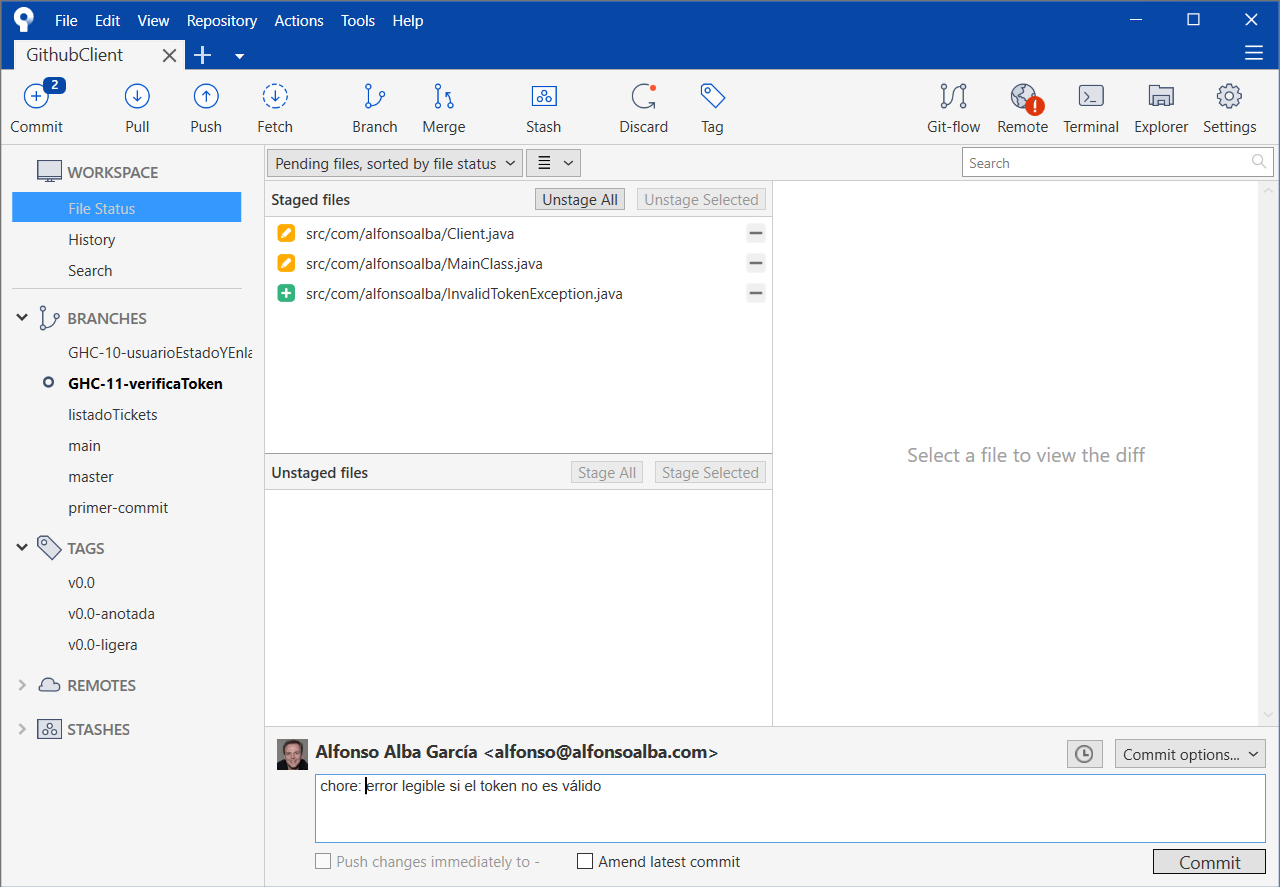 File Edit View Repository Actions Tools Help
GithubClient
2
Commit Pull Push Fetch Branch Merge Stash Discard Tag Git-flow Remote Terminal Explorer Settings
WORKSPACE
File Status
History
Search
BRANCHES
GHC-10-usuarioEstadoYEnla
GHC-11-verificaToken
listadoTickets
main
master
primer-commit
TAGS
v0.0
v0.0-anotada
v0.0-ligera
REMOTES
STASHES
Pending files, sorted by file status
Search
Staged files Unstage All Unstage Selected
src/com/alfonsoalba/Client.java
src/com/alfonsoalba/MainClass.java
src/com/alfonsoalba/InvalidTokenException.java
Unstaged files Stage All Stage Selected
Select a file to view the diff
Alfonso Alba García <alfonso@alfonsoalba.com>
Commit options...
chore: error legible si el token no es válido
Push changes immediately to -
Amend latest commit
Commit